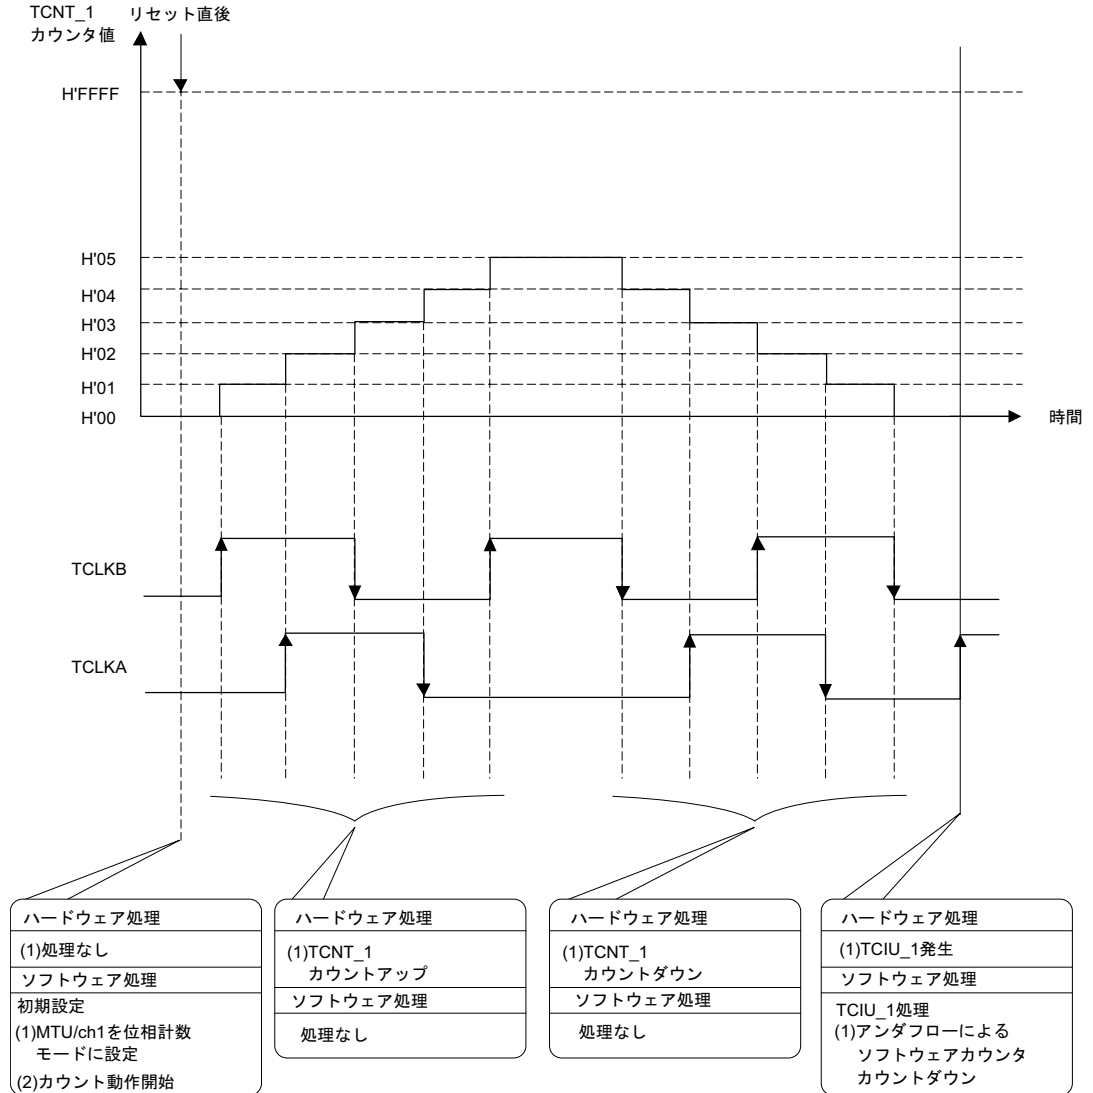 TCNT_1
カウンタ値
リセット直後
H'FFFF
H'05
H'04
H'03
H'02
H'01
H'00
時間
TCLKB
TCLKA
ハードウェア処理
(1)処理なし
ソフトウェア処理
初期設定
(1)MTU/ch1を位相計数
モードに設定
(2)カウント動作開始
ハードウェア処理
(1)TCNT_1
カウントアップ
ソフトウェア処理
処理なし
ハードウェア処理
(1)TCNT_1
カウントダウン
ソフトウェア処理
処理なし
ハードウェア処理
(1)TCIU_1発生
ソフトウェア処理
TCIU_1処理
(1)アンダフローによる
ソフトウェアカウンタ
カウントダウン